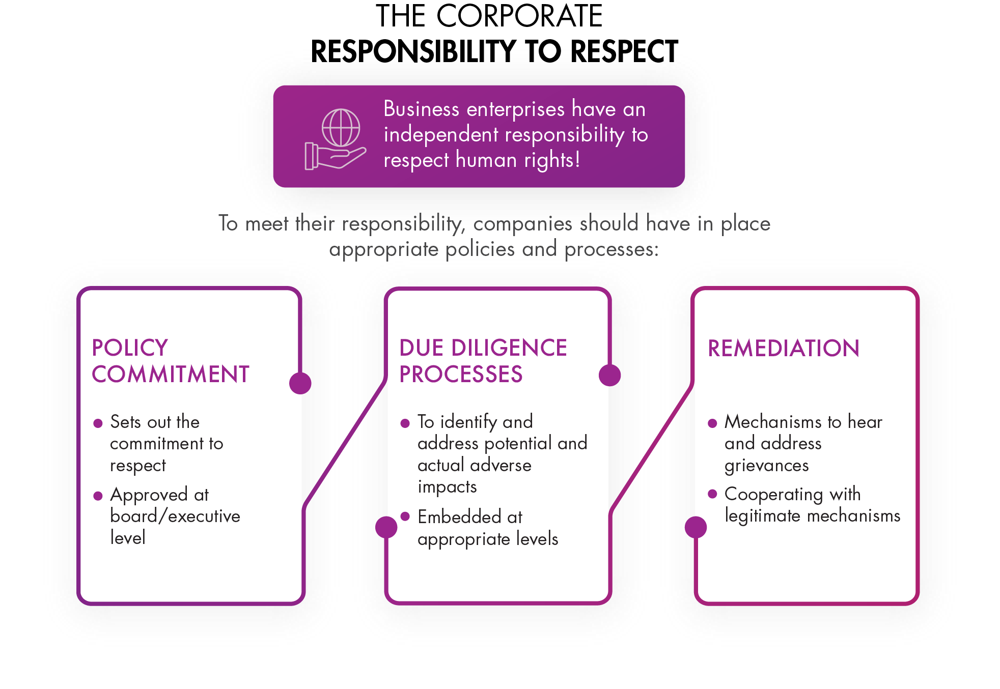 THE CORPORATE
RESPONSIBILITY TO RESPECT
Business enterprises have an
independent responsibility to
respect human rights!
To meet their responsibility, companies should have in place
appropriate policies and processes:
POLICY
COMMITMENT
• Sets out the
commitment to
respect
• Approved at
board/executive
level
DUE DILIGENCE
PROCESSES
• To identify and
address potential and
actual adverse
impacts
• Embedded at
appropriate levels
REMEDIATION
• Mechanisms to hear
and address
grievances
• Cooperating with
legitimate mechanisms